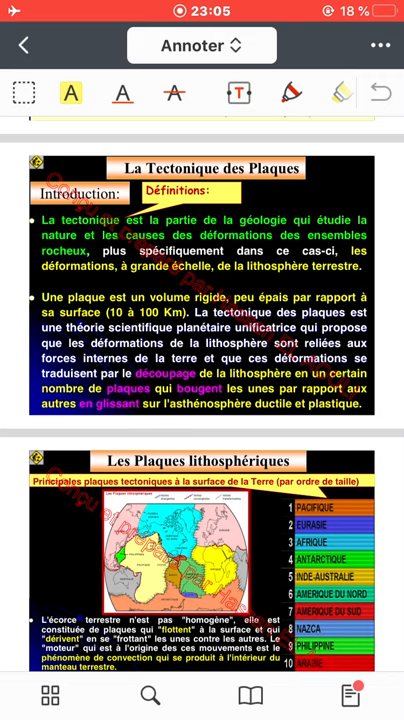 23:05
18 %
Annoter
A A A T
La Tectonique des Plaques
Introduction:
Définitions:
La tectonique est la partie de la géologie qui étudie la
nature et les causes des déformations des ensembles
rocheux, plus spécifiquement dans ce cas-ci, les
déformations, à grande échelle, de la lithosphère terrestre.
Une plaque est un volume rigide, peu épais par rapport à
sa surface (10 à 100 Km). La tectonique des plaques est
une théorie scientifique planétaire unificatrice qui propose
que les déformations de la lithosphère sont reliées aux
forces internes de la terre et que ces déformations se
traduisent par le découpage de la lithosphère en un certain
nombre de plaques qui bougent les unes par rapport aux
autres en glissant sur l'asthénosphère ductile et plastique.
Les Plaques lithosphériques
Principales plaques tectoniques à la surface de la Terre (par ordre de taille)
Les Plaques lithosphériques
1 PACIFIQUE
2 EURASIE
3 AFRIQUE
4 ANTARCTIQUE
5 INDE-AUSTRALIE
6 AMERIQUE DU NORD
7 AMERIQUE DU SUD
8 NAZCA
9 PHILIPPINE
10 ARABIE
L'écorce terrestre n'est pas "homogène", elle est
constituée de plaques qui "flottent" à la surface et qui
"dérivent" en se "frottant" les unes contre les autres. Le
"moteur" qui est à l'origine des ces mouvements est le
phénomène de convection qui se produit à l'intérieur du
manteau terrestre.